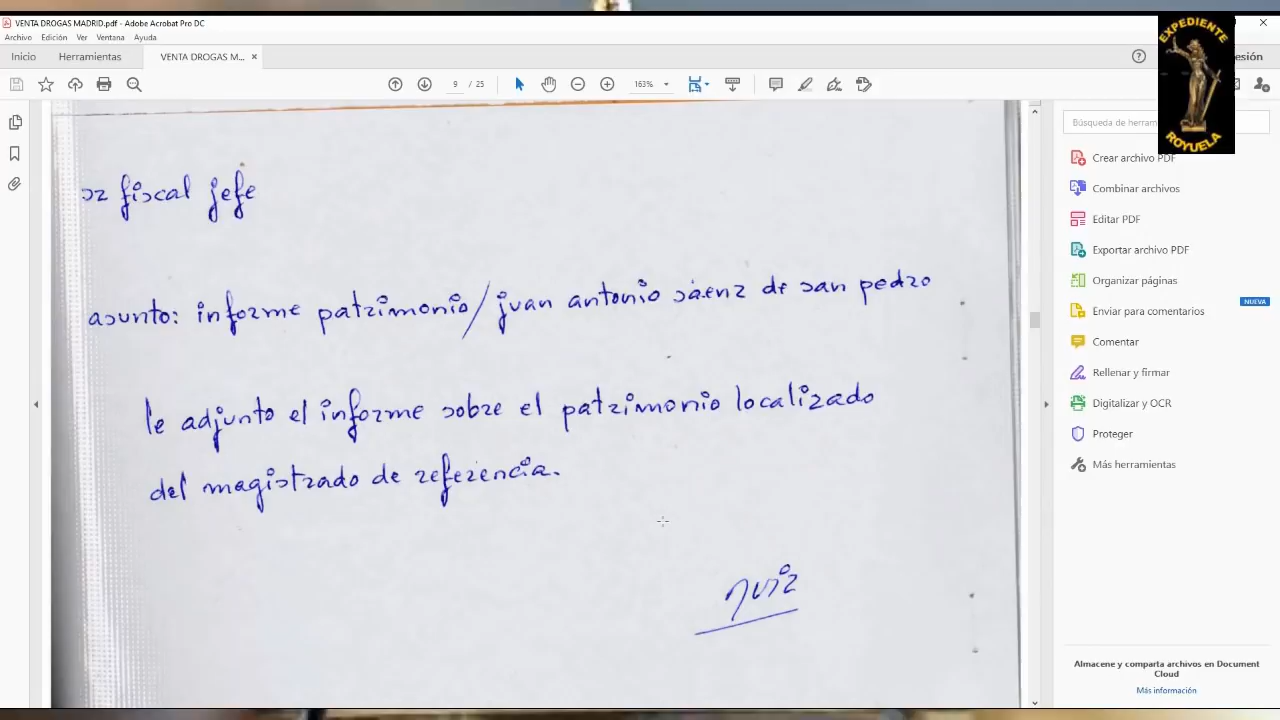 VENTA DROGAS MADRID.pdf - Adobe Acrobat Pro DC
Archivo Edición Ver Ventana Ayuda
Inicio Herramientas VENTA DROGAS M... × sesión
9 / 25 163%
EXPEDIENTE
ROYUELA
sr fiscal jefe
asunto: informe patrimonio/juan antonio sáenz de san pedro
le adjunto el informe sobre el patrimonio localizado
del magistrado de referencia.
ruiz
Búsqueda de herram
Crear archivo PDF
Combinar archivos
Editar PDF
Exportar archivo PDF
Organizar páginas
NUEVA
Enviar para comentarios
Comentar
Rellenar y firmar
Digitalizar y OCR
Proteger
Más herramientas
Almacene y comparta archivos en Document
Cloud
Más información